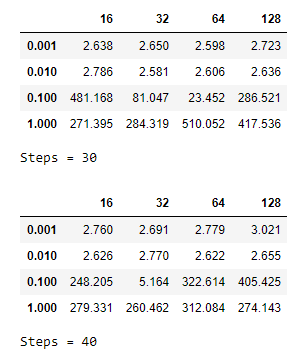 16 32 64 128
0.001 2.638 2.650 2.598 2.723
0.010 2.786 2.581 2.606 2.636
0.100 481.168 81.047 23.452 286.521
1.000 271.395 284.319 510.052 417.536
Steps = 30
16 32 64 128
0.001 2.760 2.691 2.779 3.021
0.010 2.626 2.770 2.622 2.655
0.100 248.205 5.164 322.614 405.425
1.000 279.331 260.462 312.084 274.143
Steps = 40